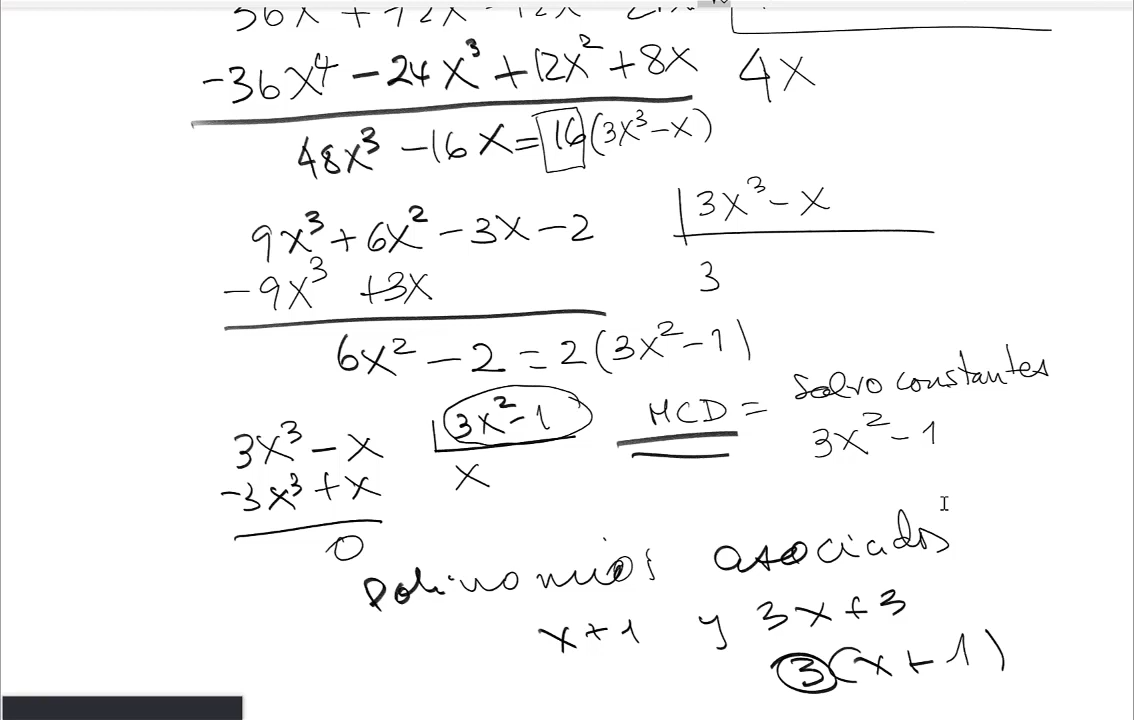 -36x⁴ - 24x³ + 12x² + 8x 4x
48x³ - 16x = 16(3x³ - x)
9x³ + 6x² - 3x - 2 3x³ - x
-9x³ + 3x 3
6x² - 2 = 2(3x² - 1)
MCD = Salvo constantes
3x² - 1
3x³ - x 3x² - 1
-3x³ + x x
0
Polinomios asociados
x + 1 y 3x + 3
3(x + 1)